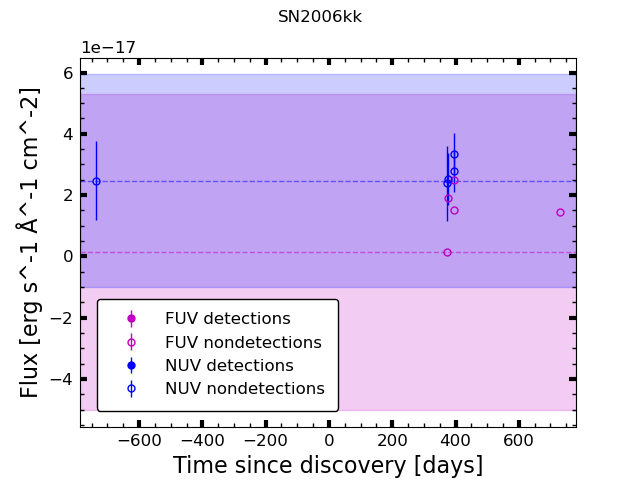 SN2006kk
1e−17
6
4
2
0
−2
−4
Flux [erg s^-1 Å^-1 cm^-2]
FUV detections
FUV nondetections
NUV detections
NUV nondetections
−600 −400 −200 0 200 400 600
Time since discovery [days]